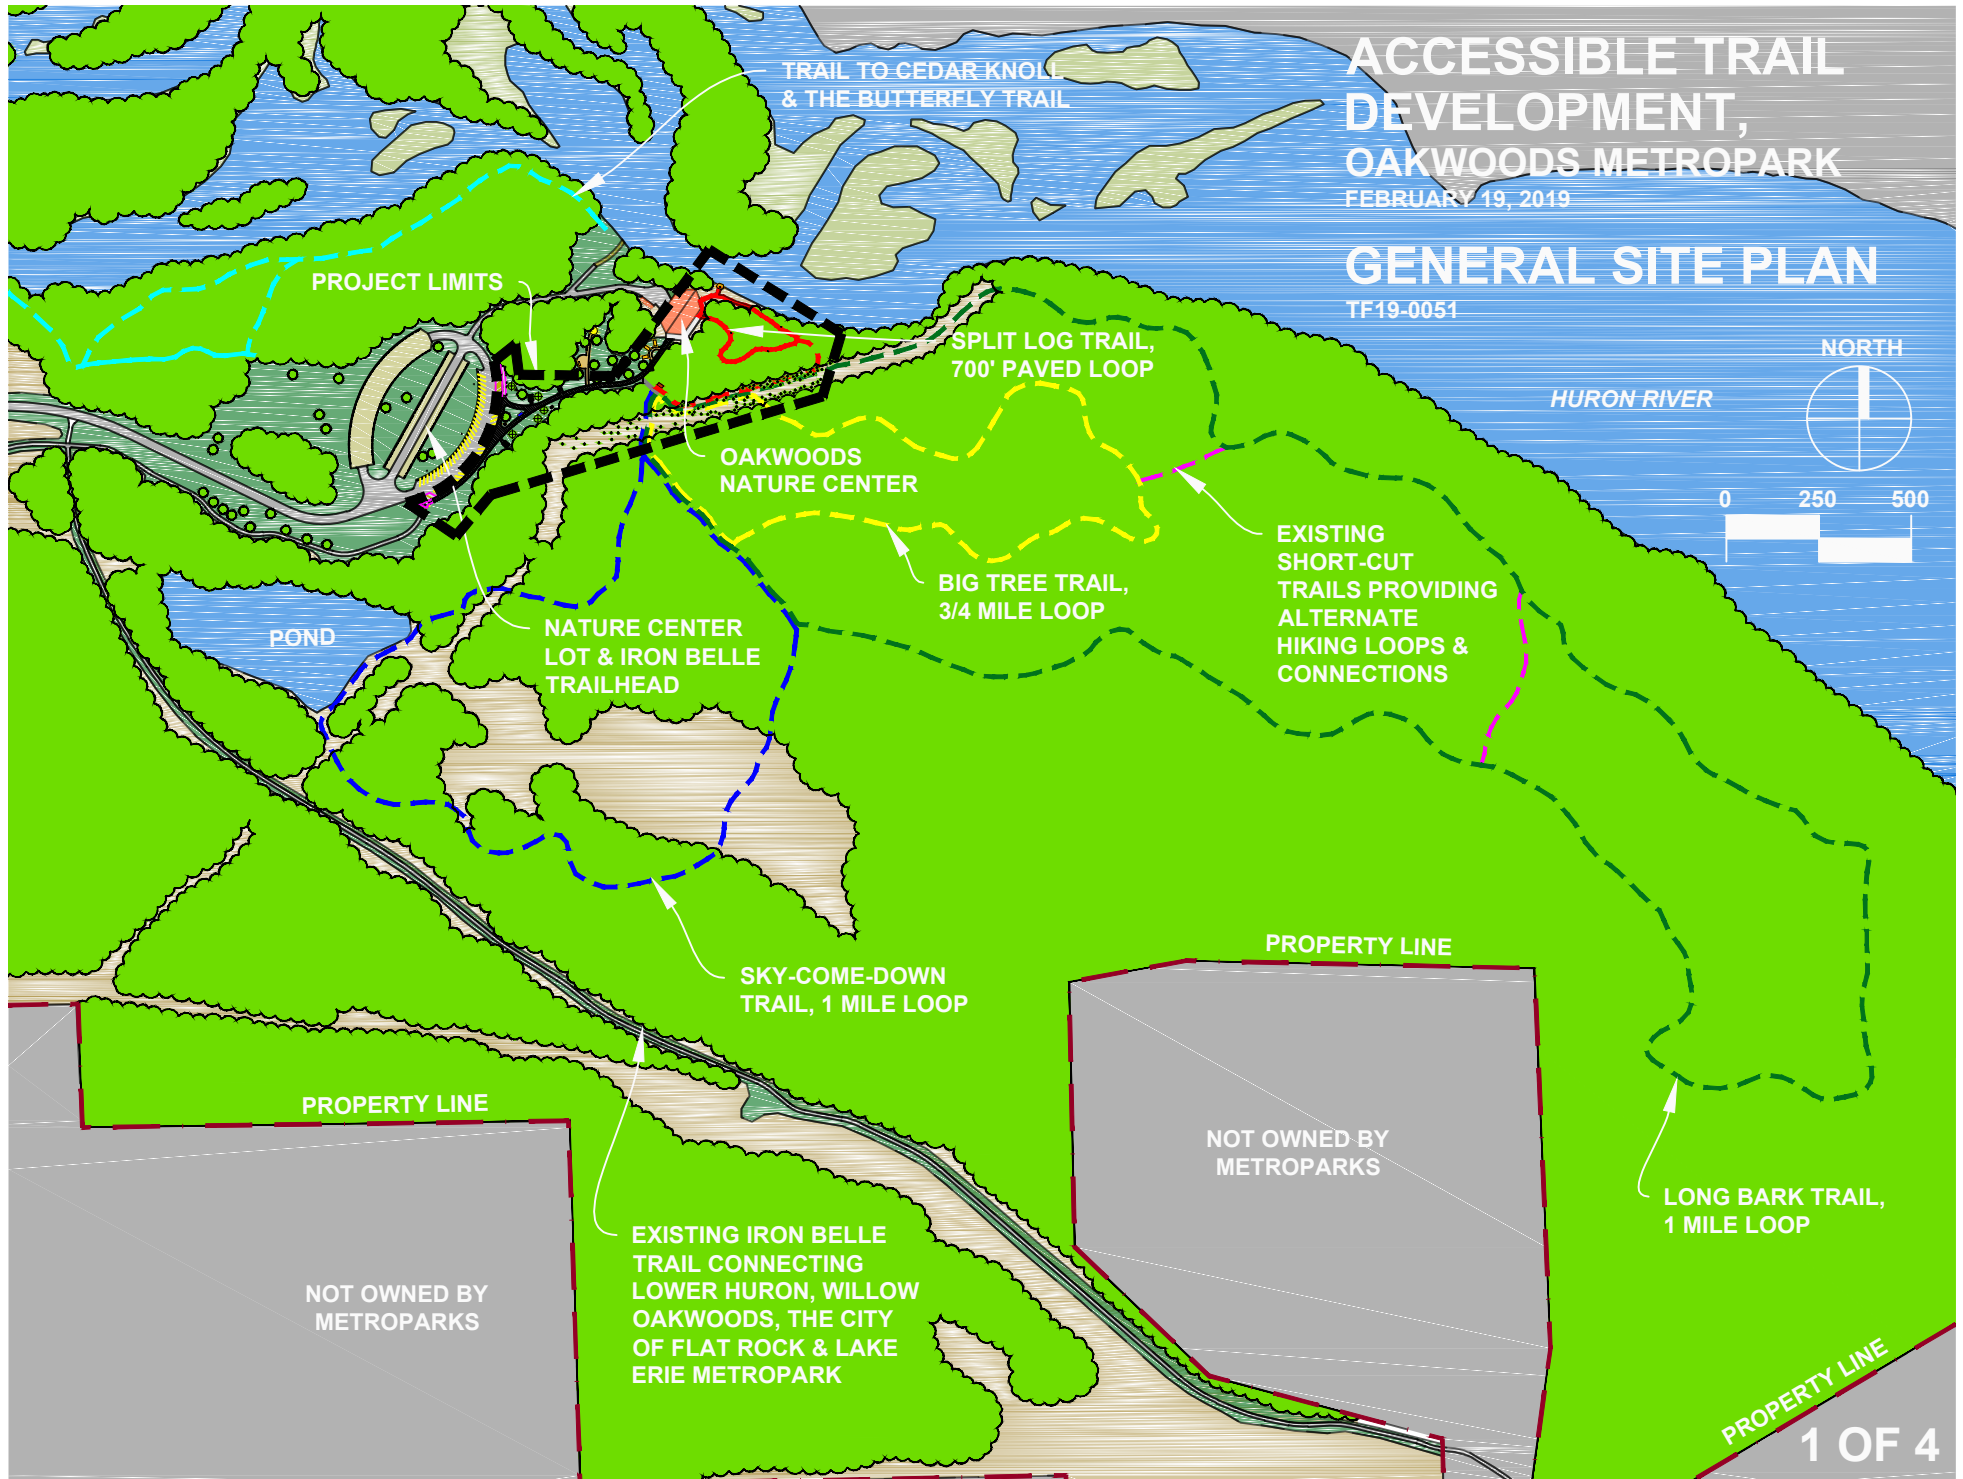 ACCESSIBLE TRAIL
DEVELOPMENT,
OAKWOODS METROPARK
FEBRUARY 19, 2019
GENERAL SITE PLAN
TF19-0051
TRAIL TO CEDAR KNOLL
& THE BUTTERFLY TRAIL
PROJECT LIMITS
SPLIT LOG TRAIL,
700' PAVED LOOP
NORTH
HURON RIVER
0 250 500
OAKWOODS
NATURE CENTER
EXISTING
SHORT-CUT
TRAILS PROVIDING
ALTERNATE
HIKING LOOPS &
CONNECTIONS
BIG TREE TRAIL,
3/4 MILE LOOP
POND
NATURE CENTER
LOT & IRON BELLE
TRAILHEAD
PROPERTY LINE
SKY-COME-DOWN
TRAIL, 1 MILE LOOP
PROPERTY LINE
NOT OWNED BY
METROPARKS
LONG BARK TRAIL,
1 MILE LOOP
EXISTING IRON BELLE
TRAIL CONNECTING
LOWER HURON, WILLOW
OAKWOODS, THE CITY
OF FLAT ROCK & LAKE
ERIE METROPARK
NOT OWNED BY
METROPARKS
PROPERTY LINE
1 OF 4